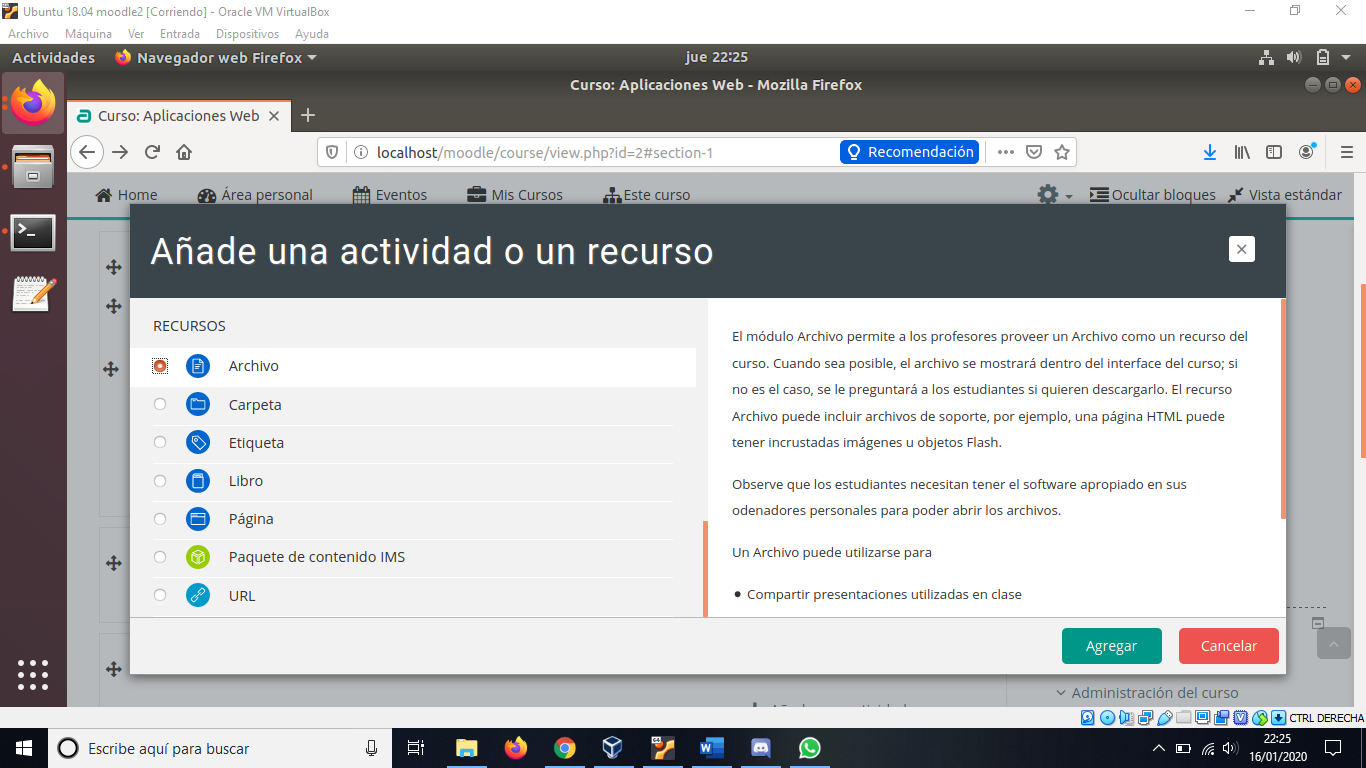 Ubuntu 18.04 moodle2 [Corriendo] - Oracle VM VirtualBox
Archivo Máquina Ver Entrada Dispositivos Ayuda
Actividades Navegador web Firefox jue 22:25
Curso: Aplicaciones Web - Mozilla Firefox
Curso: Aplicaciones Web
localhost/moodle/course/view.php?id=2#section-1 Recomendación
Home Área personal Eventos Mis Cursos Este curso Ocultar bloques Vista estándar
Añade una actividad o un recurso
RECURSOS
Archivo
Carpeta
Etiqueta
Libro
Página
Paquete de contenido IMS
URL
El módulo Archivo permite a los profesores proveer un Archivo como un recurso del
curso. Cuando sea posible, el archivo se mostrará dentro del interface del curso; si
no es el caso, se le preguntará a los estudiantes si quieren descargarlo. El recurso
Archivo puede incluir archivos de soporte, por ejemplo, una página HTML puede
tener incrustadas imágenes u objetos Flash.
Observe que los estudiantes necesitan tener el software apropiado en sus
odenadores personales para poder abrir los archivos.
Un Archivo puede utilizarse para
• Compartir presentaciones utilizadas en clase
Agregar Cancelar
Administración del curso
CTRL DERECHA
Escribe aquí para buscar
22:25
16/01/2020